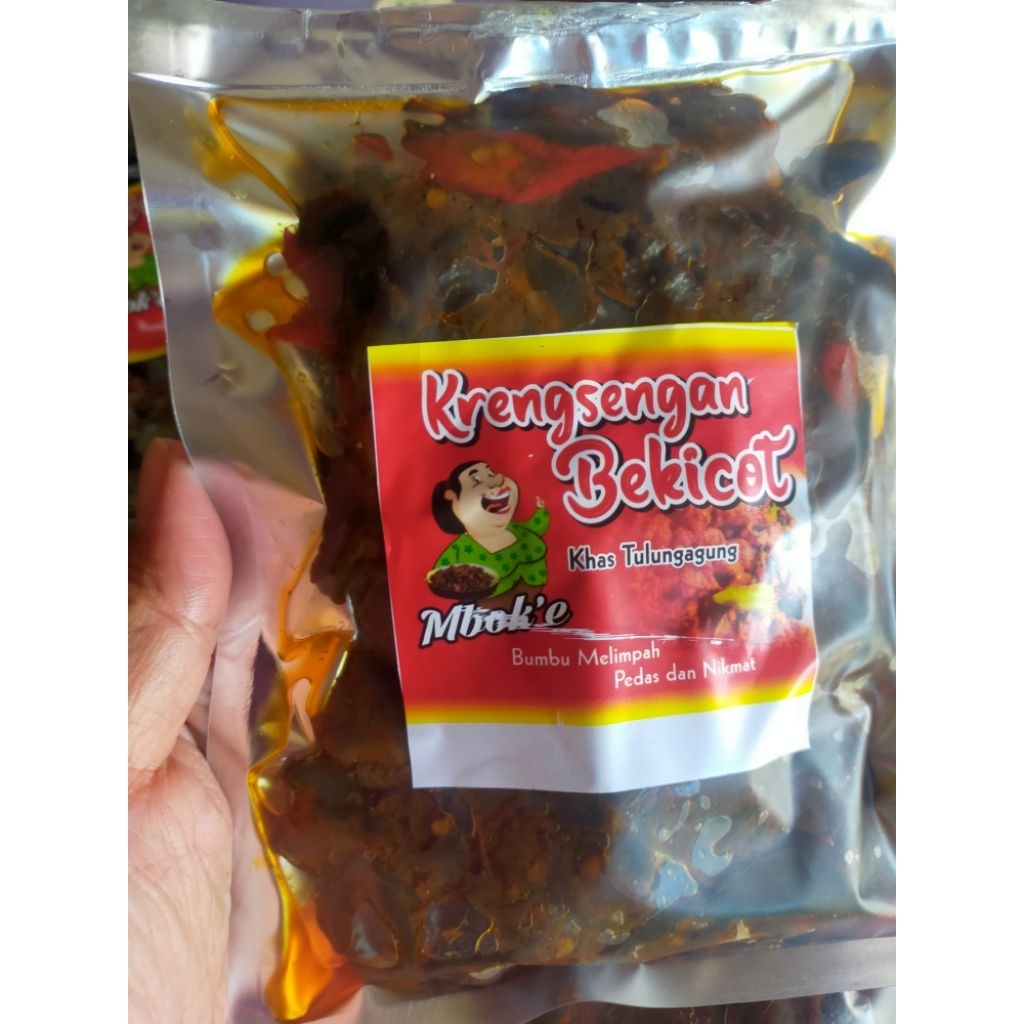 Krengsengan
Bekicot
Khas Tulungagung
Mbok'e
Bumbu Melimpah
Pedas dan Nikmat